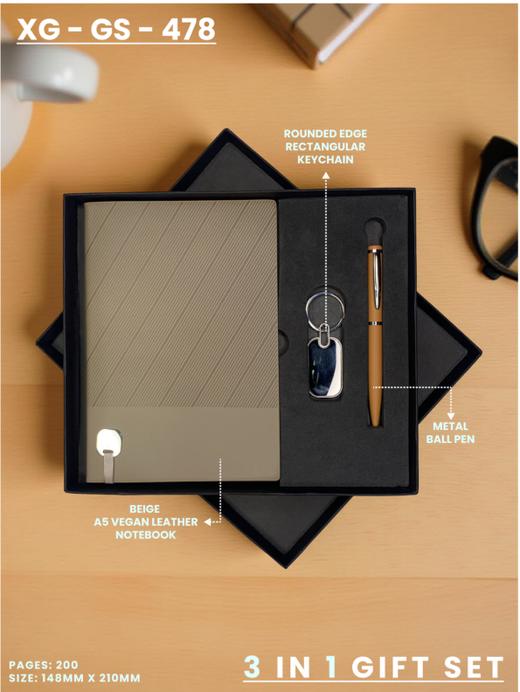 XG - GS - 478
ROUNDED EDGE
RECTANGULAR
KEYCHAIN
METAL
BALL PEN
BEIGE
A5 VEGAN LEATHER
NOTEBOOK
PAGES: 200
SIZE: 148MM X 210MM
3 IN 1 GIFT SET